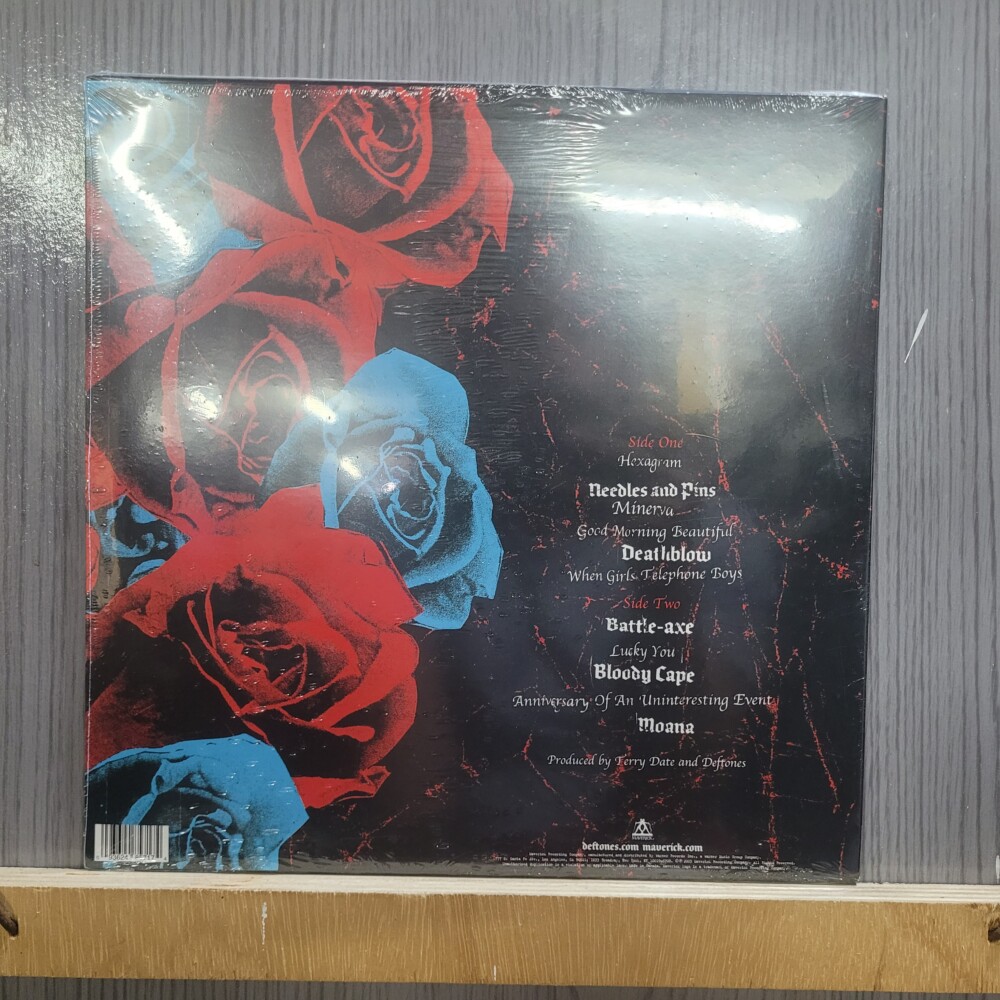 Side One
Hexagram
Needles and Pins
Minerva
Good Morning Beautiful
Deathblow
When Girls Telephone Boys
Side Two
Battle-axe
Lucky You
Bloody Cape
Anniversary Of An Uninteresting Event
Moana
Produced by Terry Date and Deftones
MAVERICK
deftones.com maverick.com